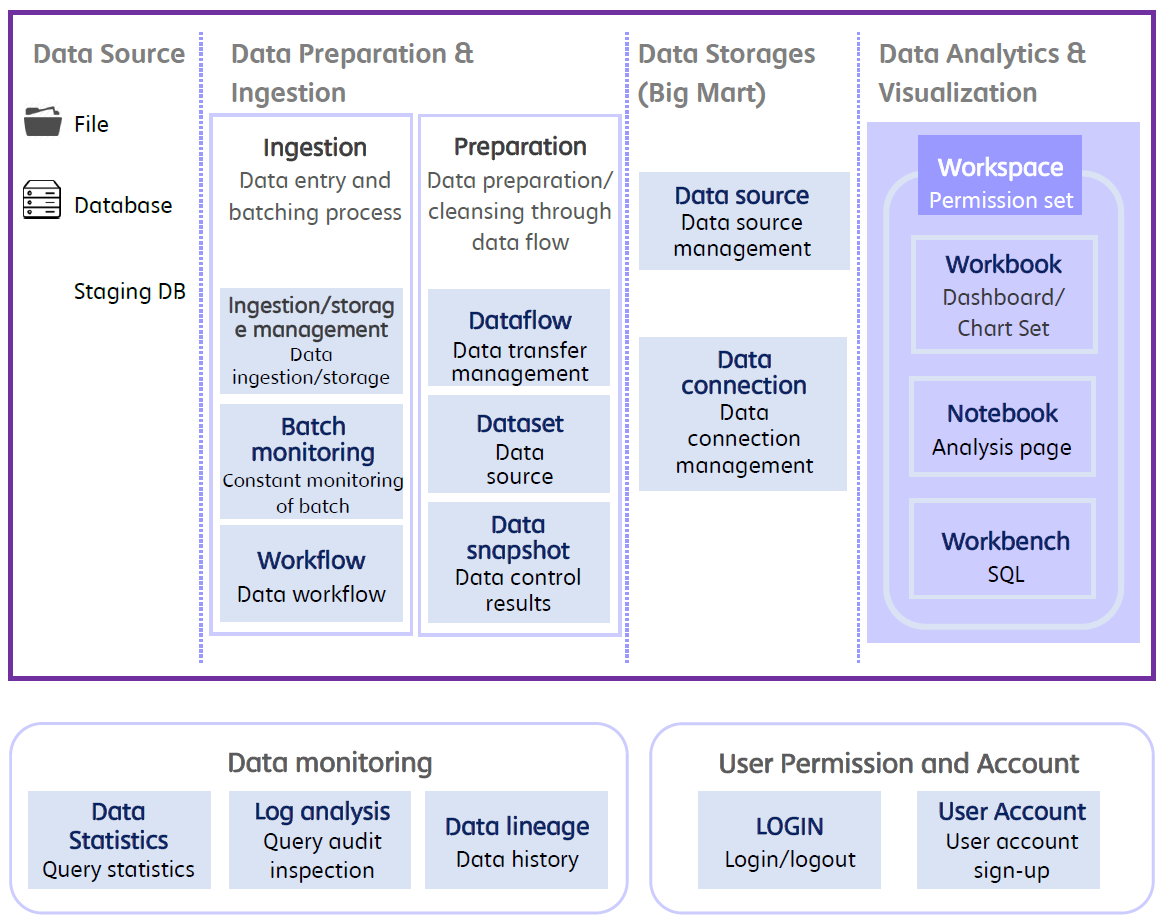 Data Source
File
Database
Staging DB
Data Preparation &
Ingestion
Ingestion
Data entry and
batching process
Ingestion/storag
e management
Data
ingestion/storage
Batch
monitoring
Constant monitoring
of batch
Workflow
Data workflow
Preparation
Data preparation/
cleansing through
data flow
Dataflow
Data transfer
management
Dataset
Data
source
Data
snapshot
Data control
results
Data Storages
(Big Mart)
Data source
Data source
management
Data
connection
Data
connection
management
Data Analytics &
Visualization
Workspace
Permission set
Workbook
Dashboard/
Chart Set
Notebook
Analysis page
Workbench
SQL
Data monitoring
Data
Statistics
Query statistics
Log analysis
Query audit
inspection
Data lineage
Data history
User Permission and Account
LOGIN
Login/logout
User Account
User account
sign-up